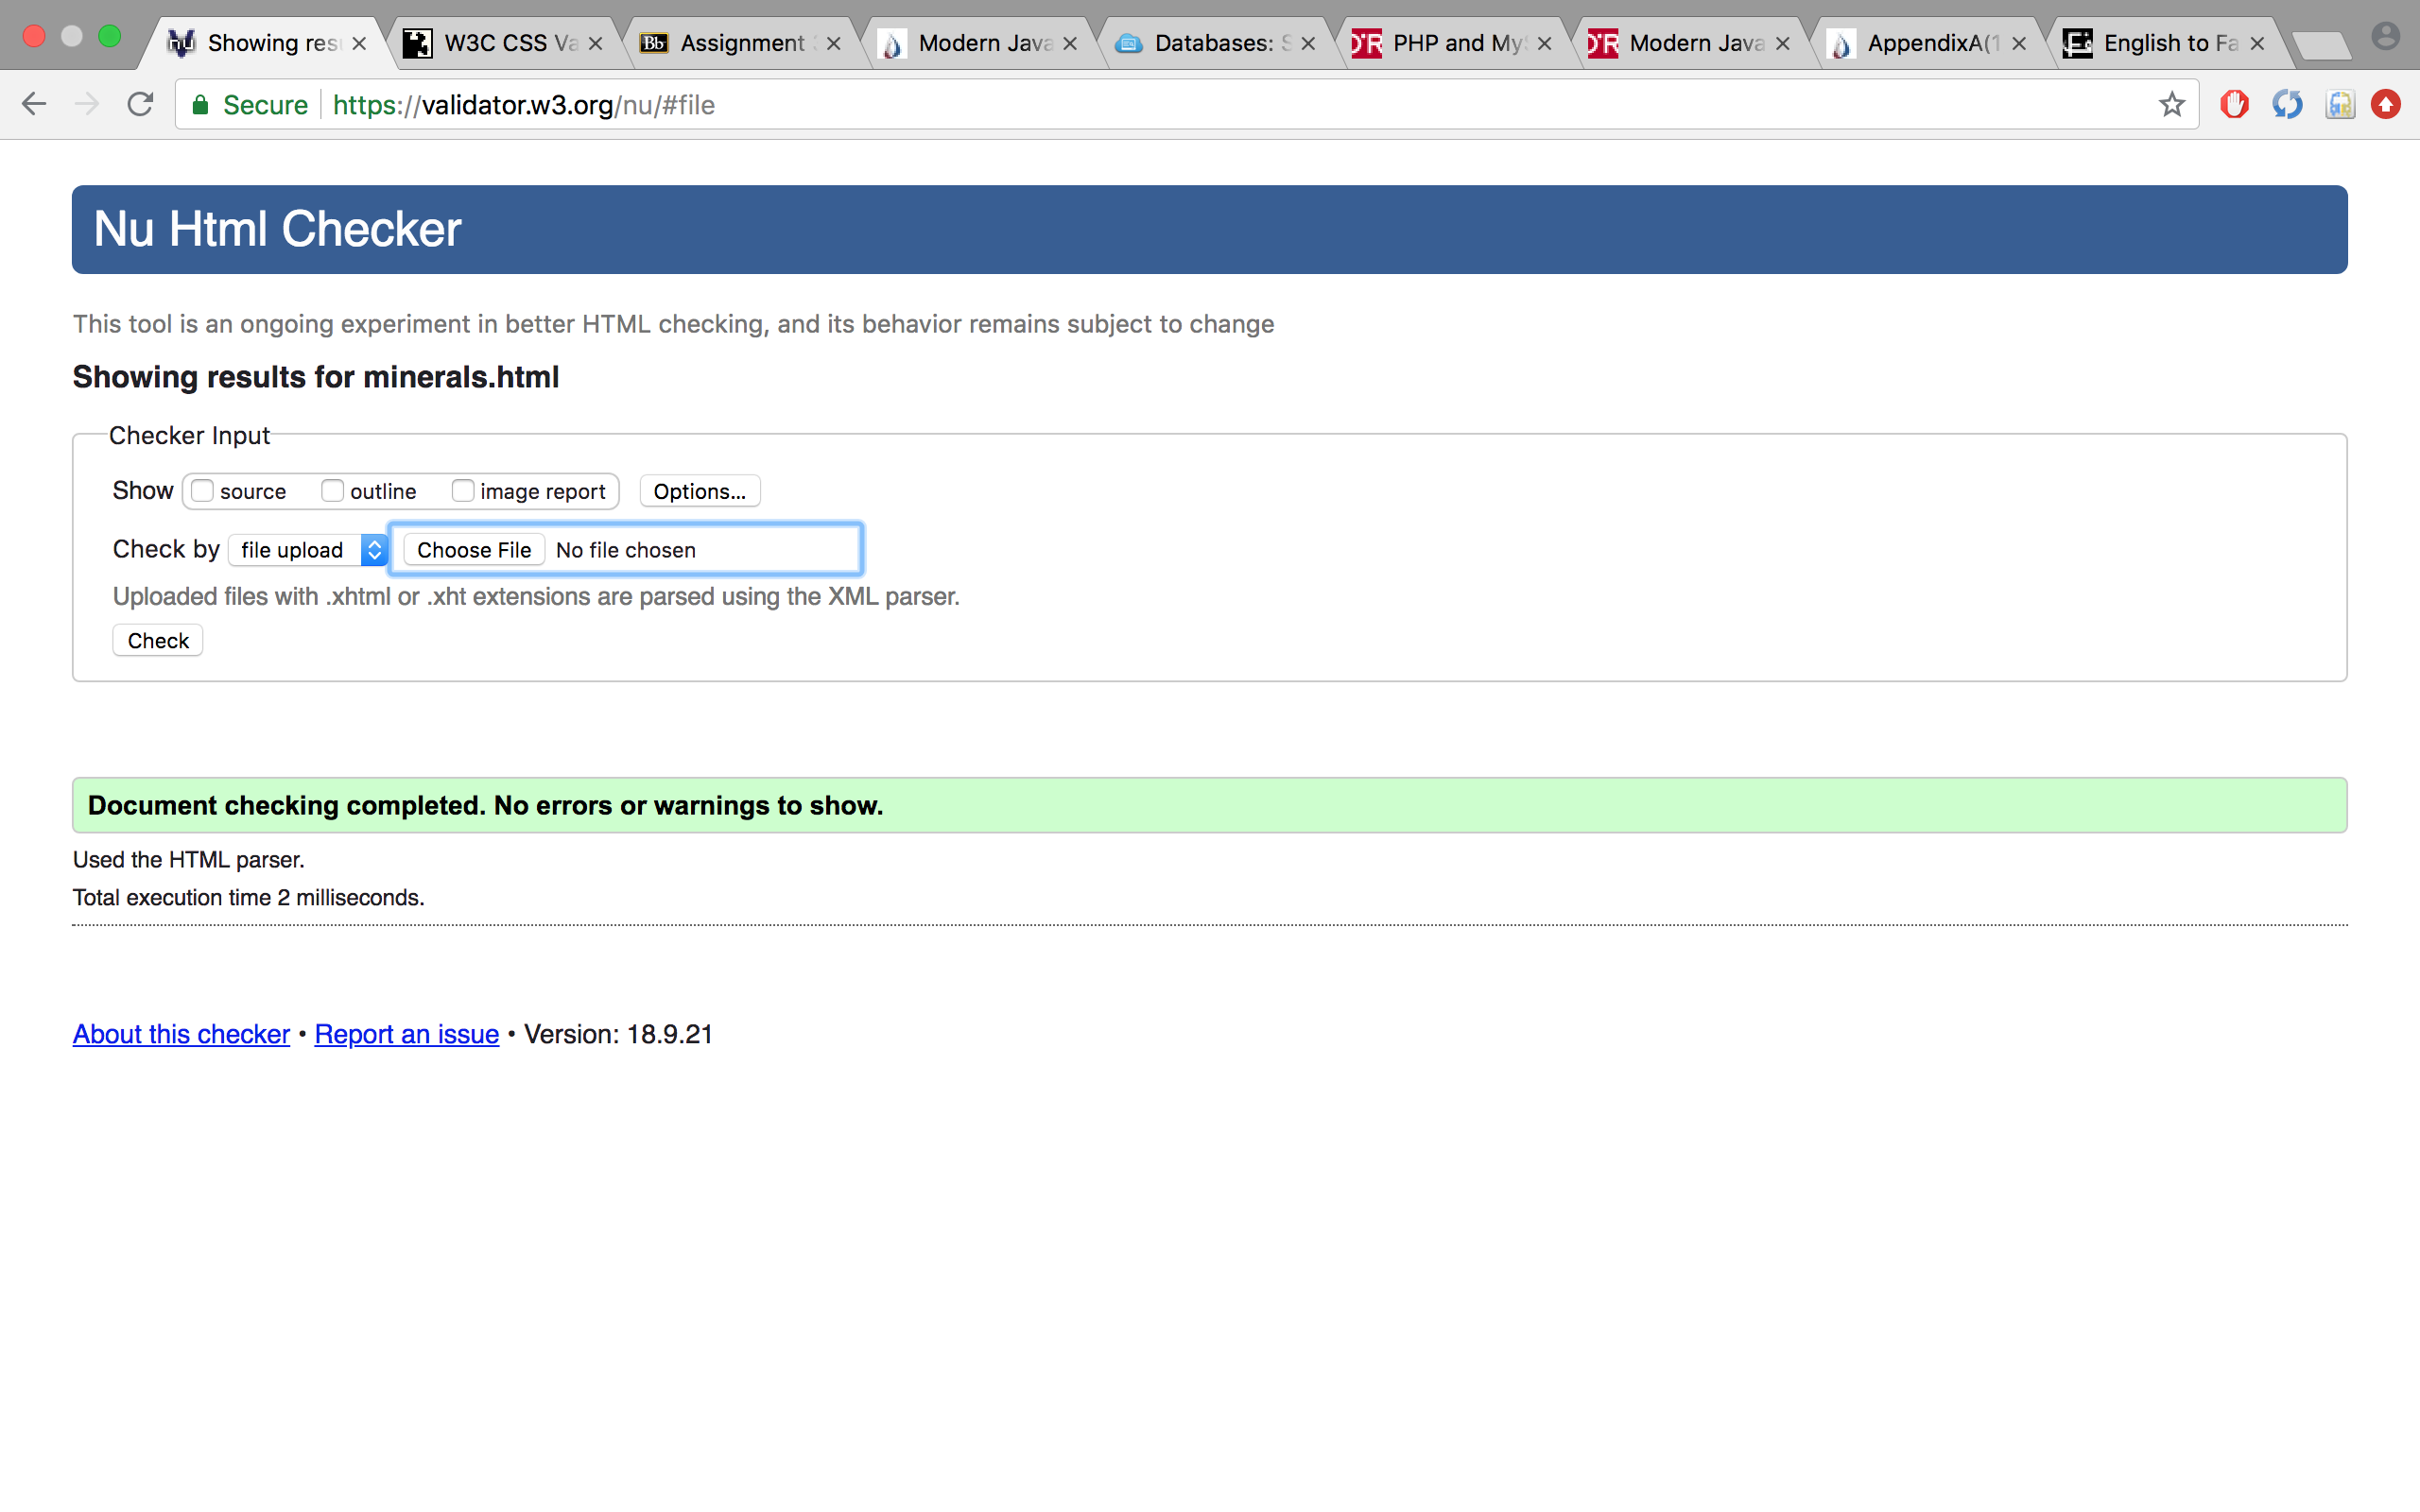 Showing res
W3C CSS Va
Bb Assignment
Modern Java
Databases: S
PHP and My
Modern Java
AppendixA(1
English to Fa
Secure https://validator.w3.org/nu/#file
Nu Html Checker
This tool is an ongoing experiment in better HTML checking, and its behavior remains subject to change
Showing results for minerals.html
Checker Input
Show source outline image report Options...
Check by file upload Choose File No file chosen
Uploaded files with .xhtml or .xht extensions are parsed using the XML parser.
Check
Document checking completed. No errors or warnings to show.
Used the HTML parser.
Total execution time 2 milliseconds.
About this checker • Report an issue • Version: 18.9.21